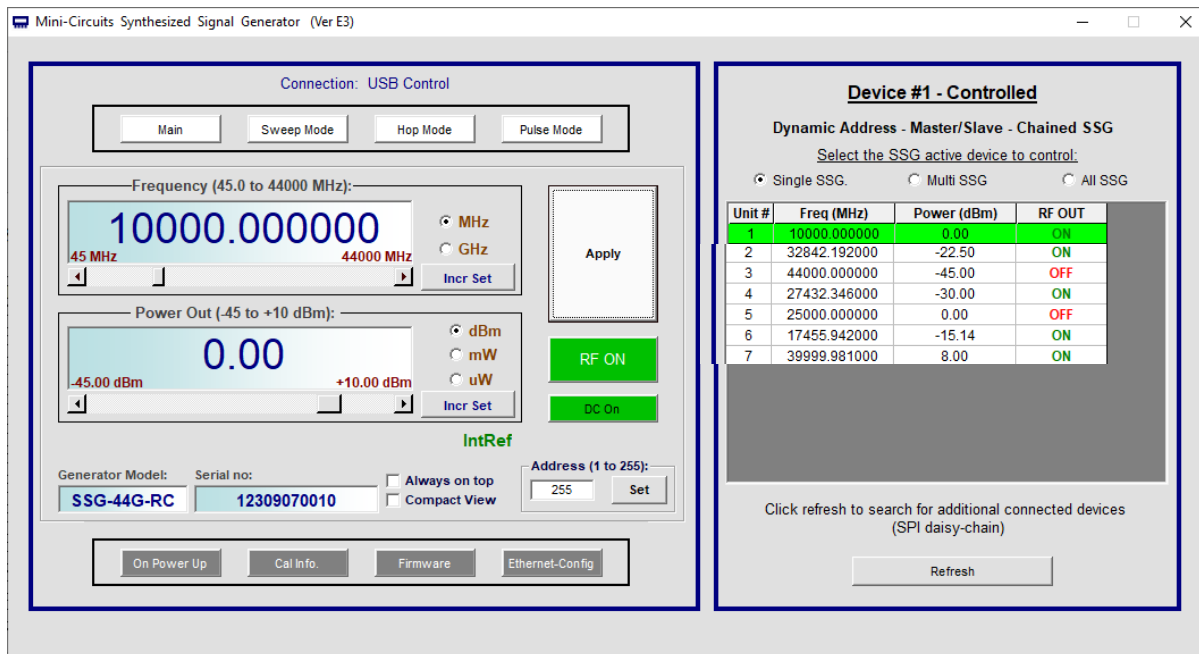 Mini-Circuits Synthesized Signal Generator (Ver E3)
Connection: USB Control
Main Sweep Mode Hop Mode Pulse Mode
Frequency (45.0 to 44000 MHz):
10000.000000
45 MHz 44000 MHz
MHz
GHz
Incr Set
Apply
Power Out (-45 to +10 dBm):
0.00
-45.00 dBm +10.00 dBm
dBm
mW
uW
Incr Set
RF ON
DC On
IntRef
Generator Model: Serial no:
SSG-44G-RC 12309070010
Always on top
Compact View
Address (1 to 255):
255 Set
On Power Up Cal Info. Firmware Ethernet-Config
Device #1 - Controlled
Dynamic Address - Master/Slave - Chained SSG
Select the SSG active device to control:
Single SSG. Multi SSG All SSG
Unit # Freq (MHz) Power (dBm) RF OUT
1 10000.000000 0.00 ON
2 32842.192000 -22.50 ON
3 44000.000000 -45.00 OFF
4 27432.346000 -30.00 ON
5 25000.000000 0.00 OFF
6 17455.942000 -15.14 ON
7 39999.981000 8.00 ON
Click refresh to search for additional connected devices
(SPI daisy-chain)
Refresh